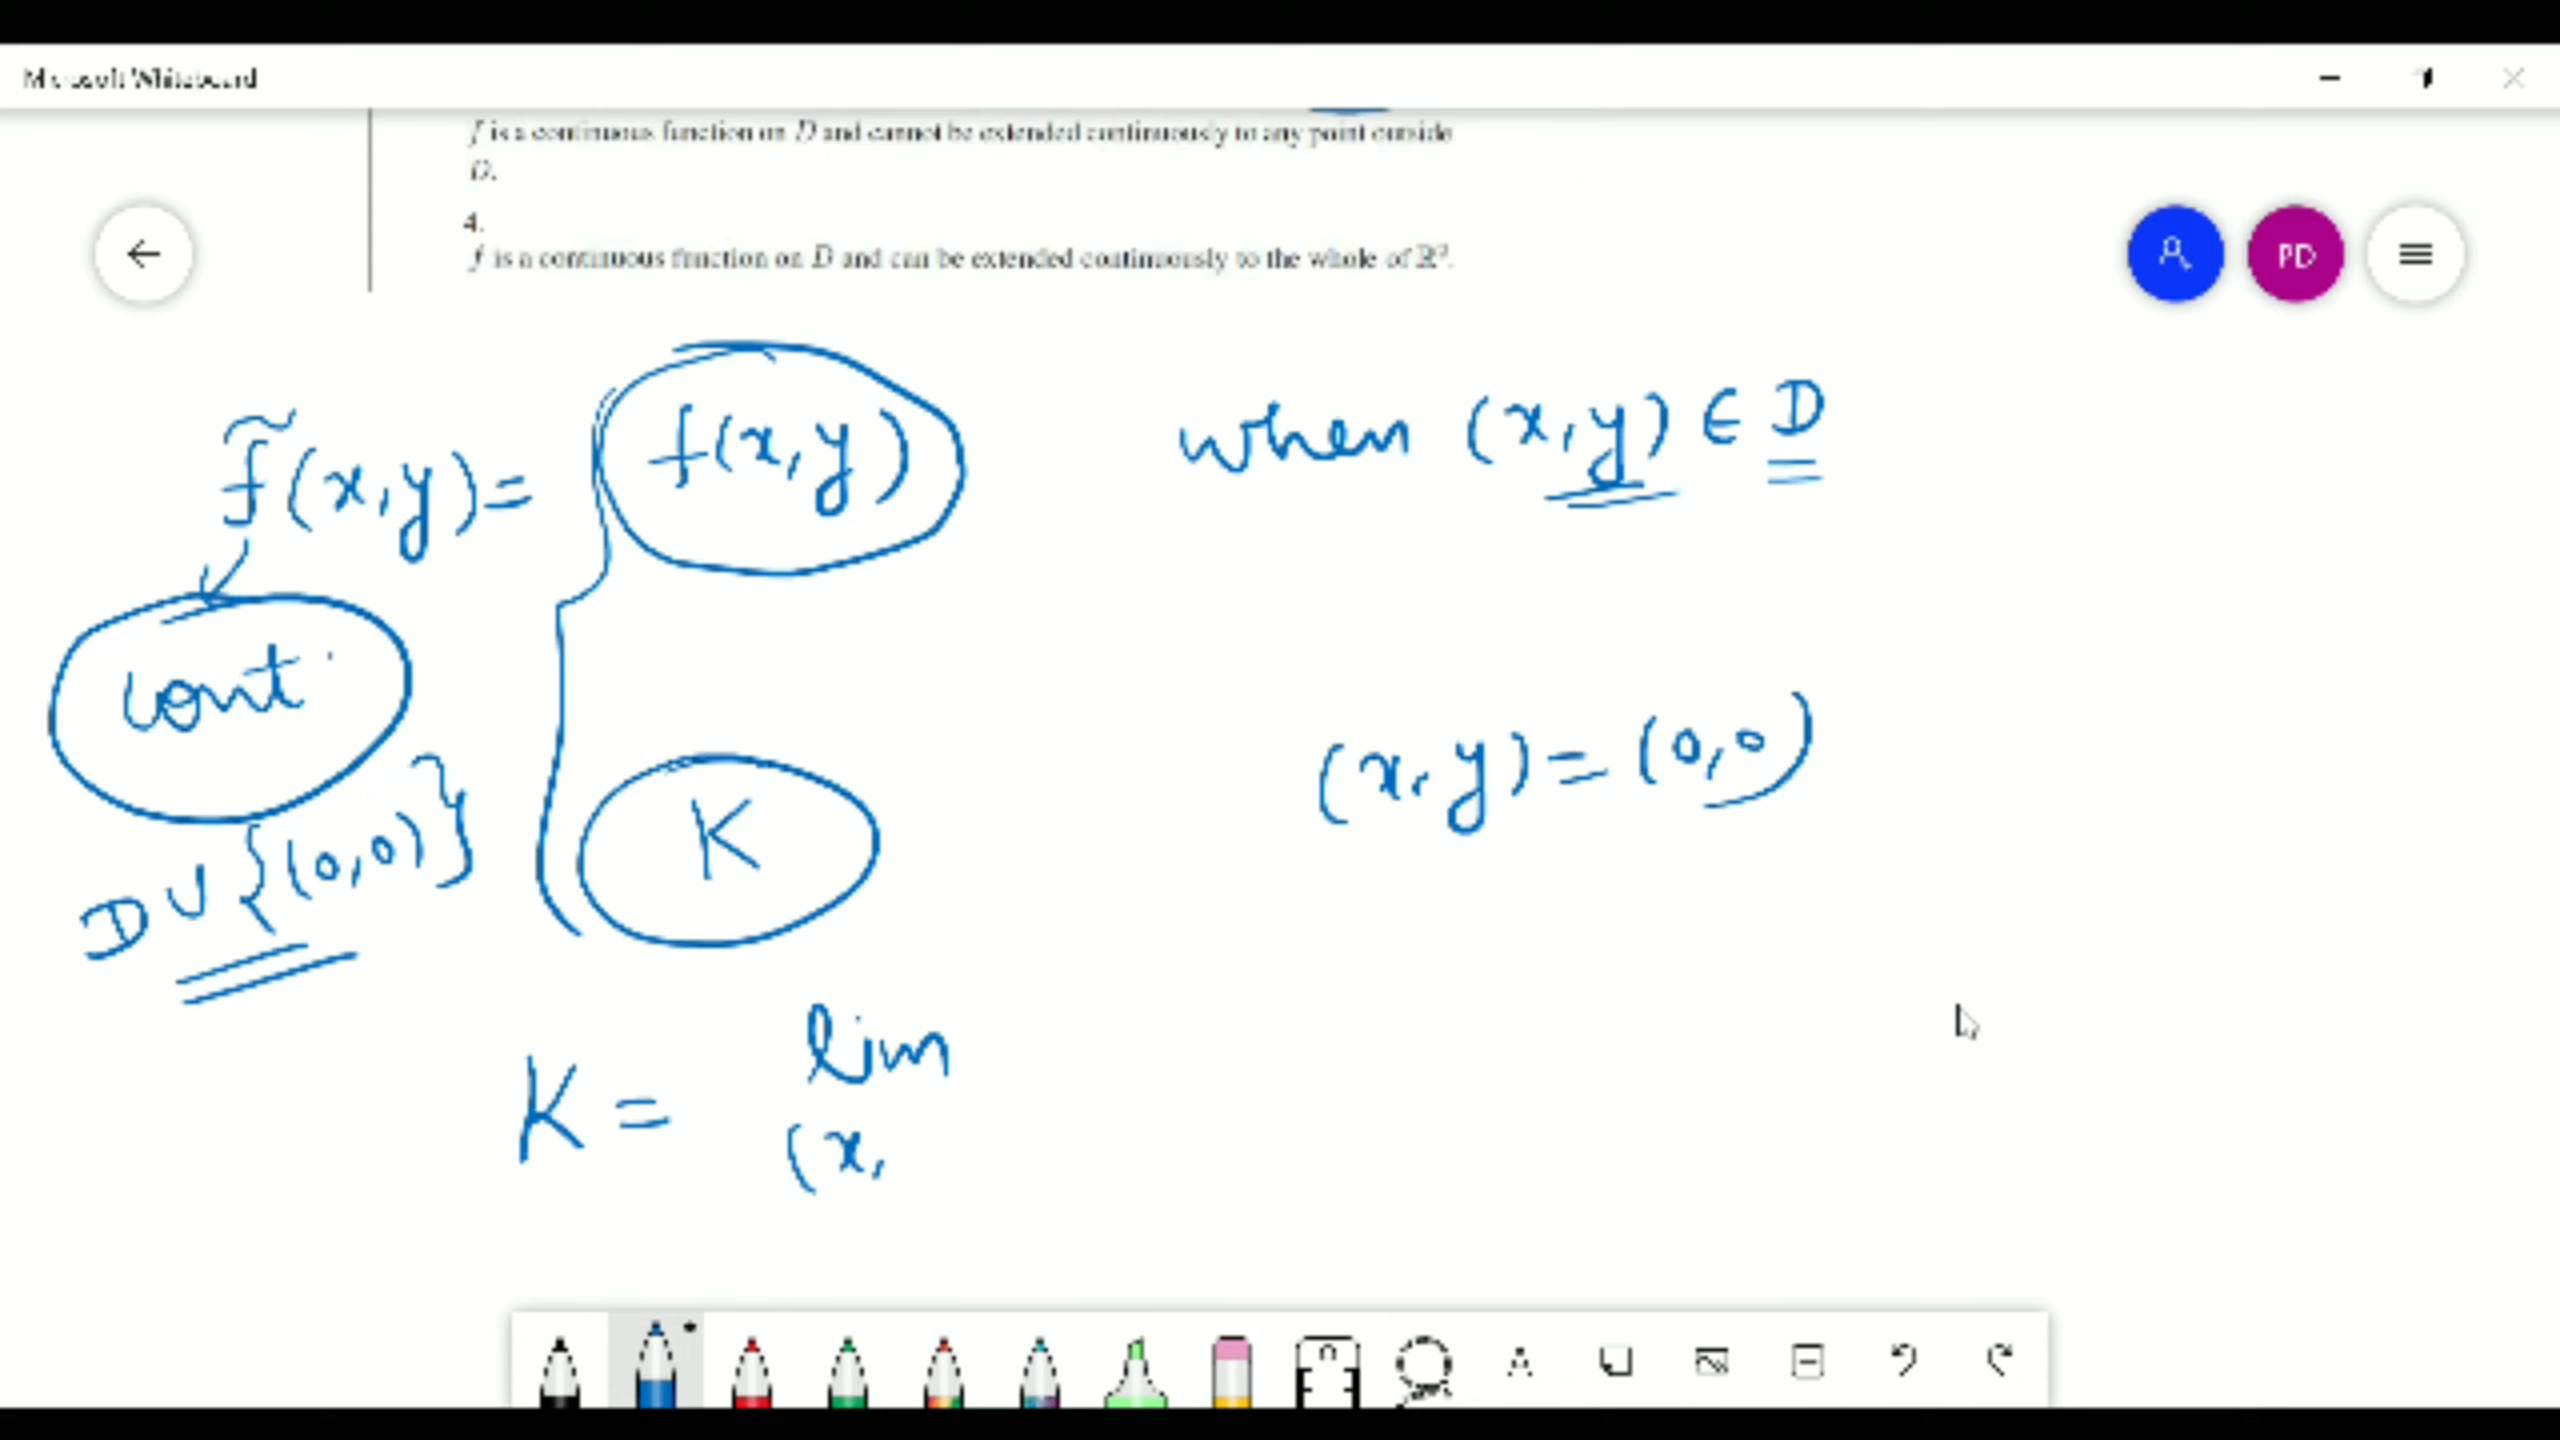 Microsoft Whiteboard
f is a continuous function on D and cannot be extended continuously to any point outside
D.
4.
f is a continuous function on D and can be extended continuously to the whole of ℝ².
PD
f̃(x,y)= { f(x,y) when (x,y) ∈ D
cont.
K (x,y)=(0,0)
D ∪ {(0,0)}
K = lim
(x,